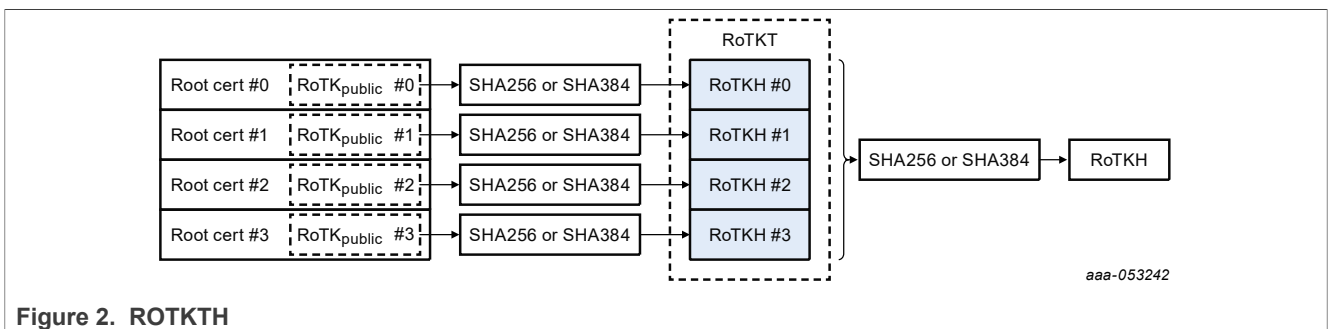 RoTKT
Root cert #0 RoTKpublic #0 SHA256 or SHA384 RoTKH #0
Root cert #1 RoTKpublic #1 SHA256 or SHA384 RoTKH #1
SHA256 or SHA384 RoTKH
Root cert #2 RoTKpublic #2 SHA256 or SHA384 RoTKH #2
Root cert #3 RoTKpublic #3 SHA256 or SHA384 RoTKH #3
aaa-053242
Figure 2. ROTKTH